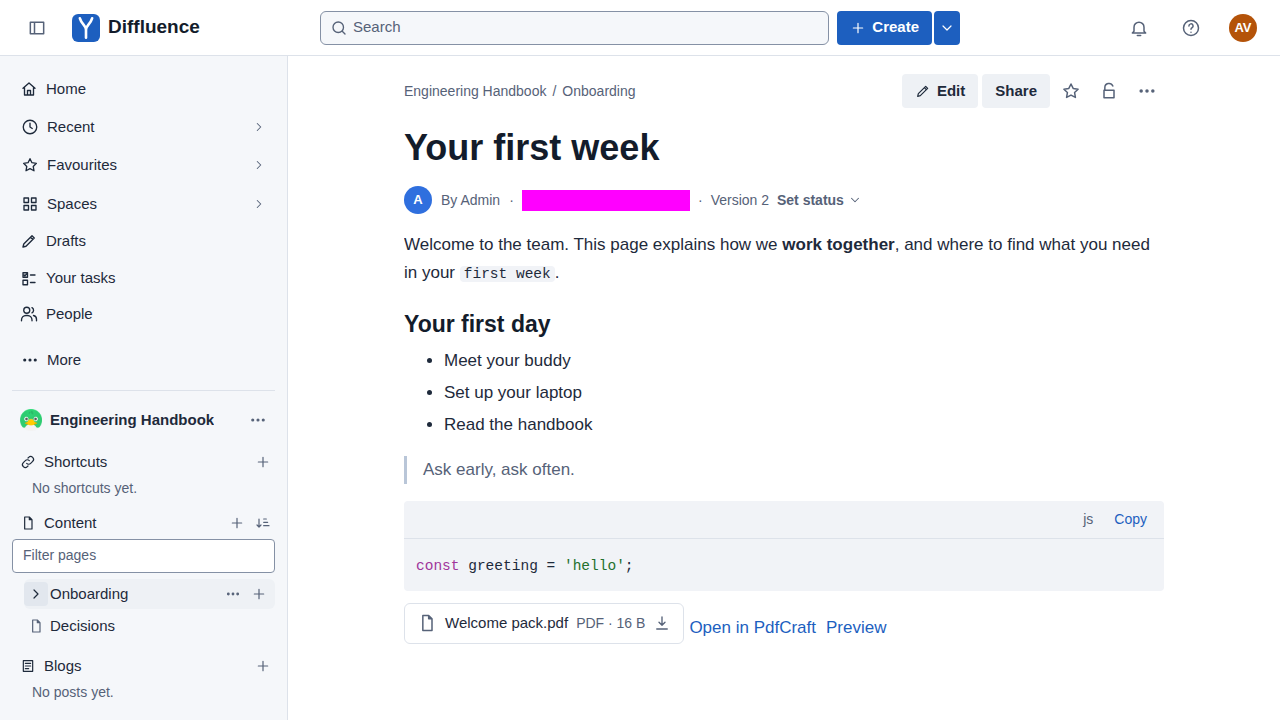 Diffluence
Search
Create
AV
Home
Recent
Favourites
Spaces
Drafts
Your tasks
People
More
Engineering Handbook
Shortcuts
No shortcuts yet.
Content
Filter pages
Onboarding
Decisions
Blogs
No posts yet.
Engineering Handbook / Onboarding
Edit
Share
Your first week
A By Admin · · Version 2 Set status
Welcome to the team. This page explains how we work together, and where to find what you need
in your first week.
Your first day
• Meet your buddy
• Set up your laptop
• Read the handbook
Ask early, ask often.
js Copy
const greeting = 'hello';
Welcome pack.pdf PDF · 16 B Open in PdfCraft Preview